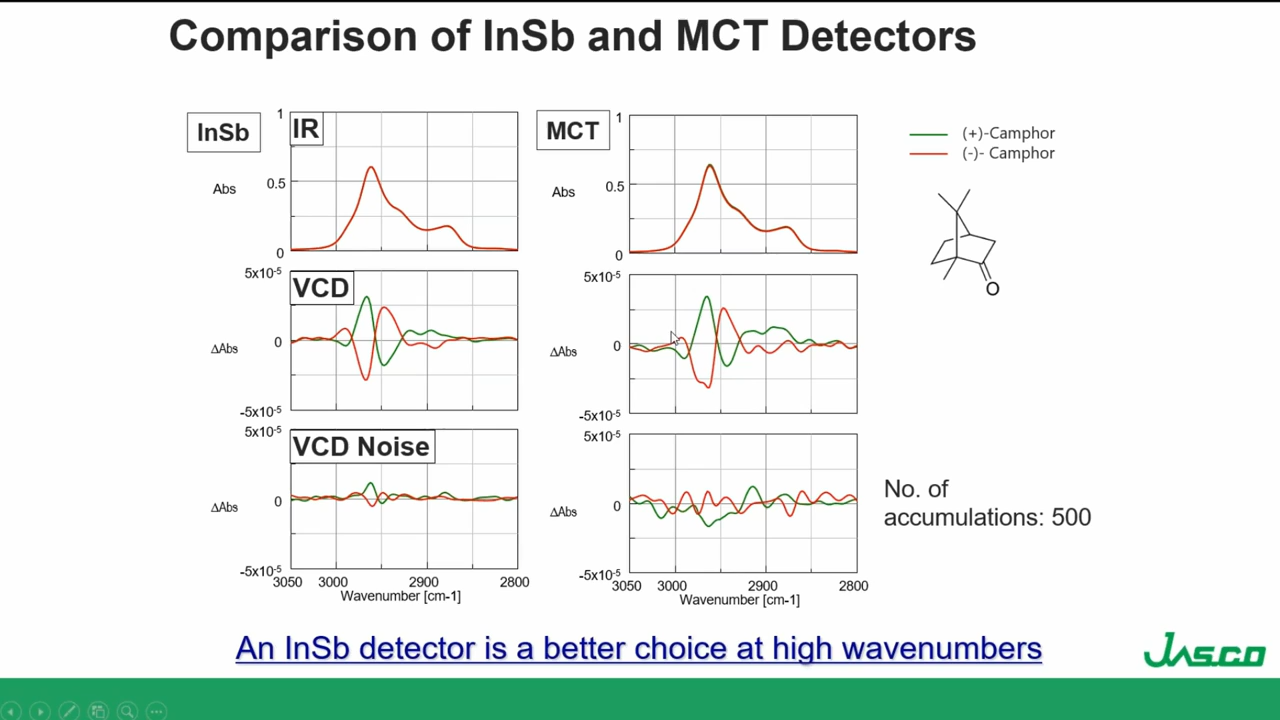 Comparison of InSb and MCT Detectors
InSb
IR
MCT
(+)-Camphor
(-)- Camphor
1
0.5
0
Abs
1
0.5
0
Abs
O
VCD
5x10-5
0
-5x10-5
ΔAbs
5x10-5
0
-5x10-5
ΔAbs
VCD Noise
5x10-5
0
-5x10-5
ΔAbs
3050 3000 2900 2800
Wavenumber [cm-1]
5x10-5
0
-5x10-5
ΔAbs
3050 3000 2900 2800
Wavenumber [cm-1]
No. of
accumulations: 500
An InSb detector is a better choice at high wavenumbers
JASCO